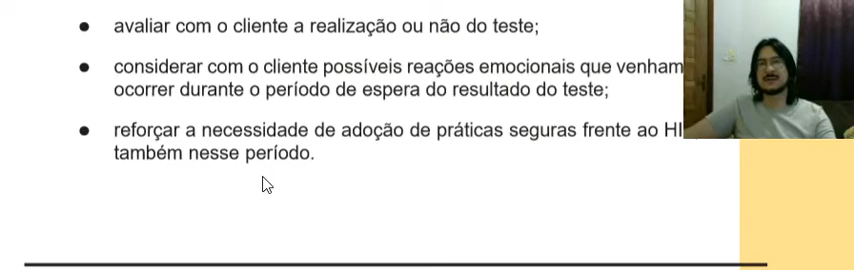 ● avaliar com o cliente a realização ou não do teste;
● considerar com o cliente possíveis reações emocionais que venham
ocorrer durante o período de espera do resultado do teste;
● reforçar a necessidade de adoção de práticas seguras frente ao HI
também nesse período.